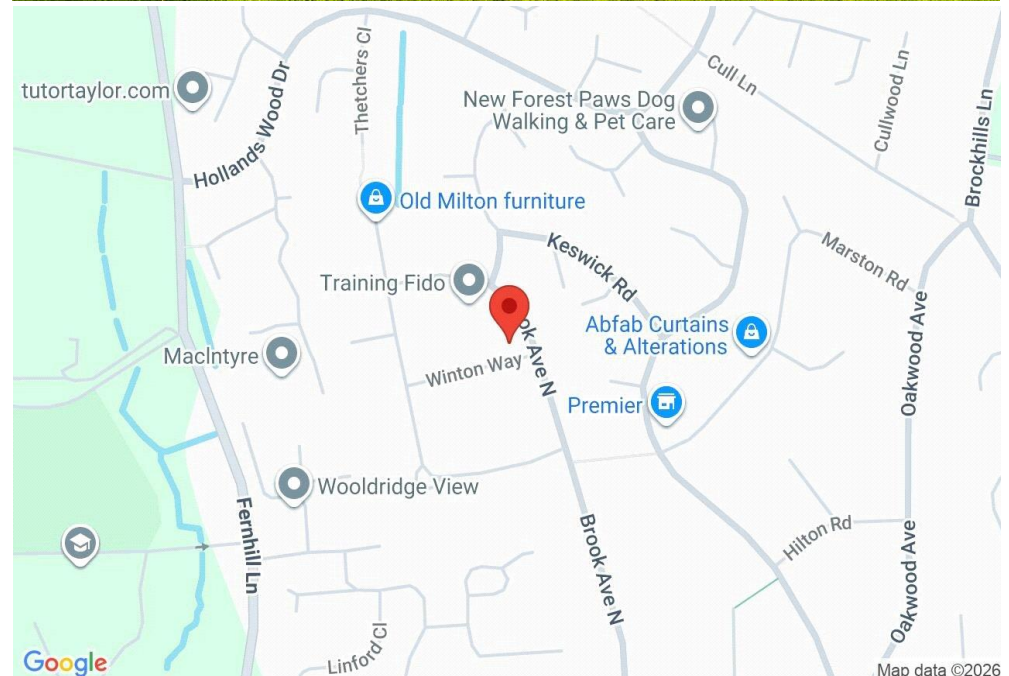 tutortaylor.com
Hollands Wood Dr
Thetchers Cl
New Forest Paws Dog
Walking & Pet Care
Cull Ln
Cullwood Ln
Brockhills Ln
Old Milton furniture
Keswick Rd
Marston Rd
Training Fido
ok Ave N
Abfab Curtains
& Alterations
Oakwood Ave
MacIntyre
Winton Way
Premier
Wooldridge View
Fernhill Ln
Brook Ave N
Hilton Rd
Oakwood Ave
Linford Cl
Google
Map data ©2026